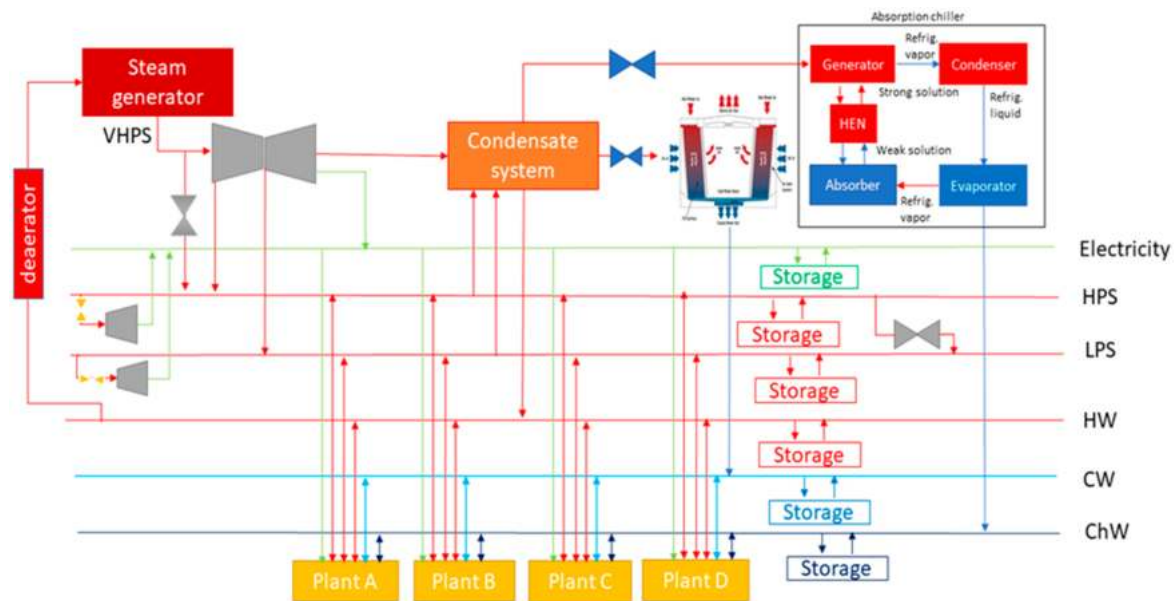 Absorption chiller
Steam
generator
VHPS
deaerator
Condensate
system
Generator
Refrig.
vapor
Condenser
Strong solution
HEN
Refrig.
liquid
Weak solution
Absorber
Refrig.
vapor
Evaporator
Electricity
Storage
HPS
Storage
LPS
Storage
HW
Storage
CW
Storage
ChW
Storage
Plant A
Plant B
Plant C
Plant D